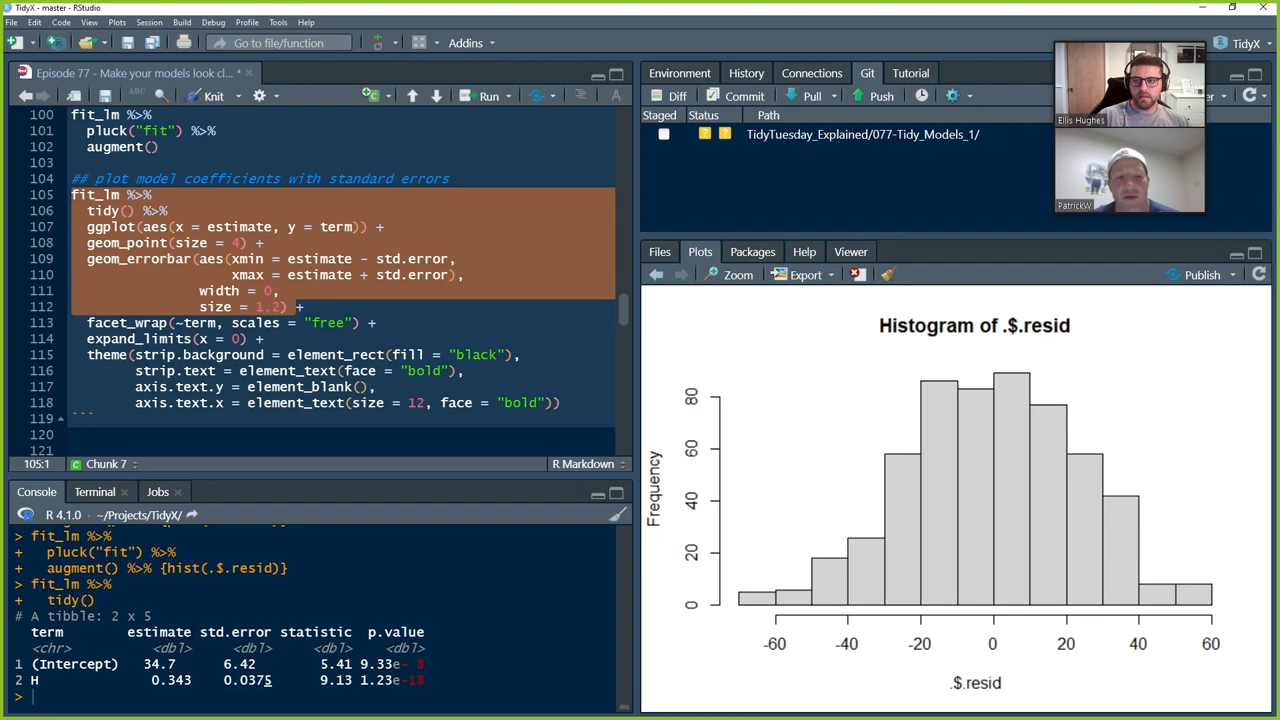 TidyX - master - RStudio
File Edit Code View Plots Session Build Debug Profile Tools Help
Go to file/function Addins TidyX
Episode 77 - Make your models look cl... *
Knit Run
100 fit_lm %>%
101 pluck("fit") %>%
102 augment()
103
104 ## plot model coefficients with standard errors
105 fit_lm %>%
106 tidy() %>%
107 ggplot(aes(x = estimate, y = term)) +
108 geom_point(size = 4) +
109 geom_errorbar(aes(xmin = estimate - std.error,
110 xmax = estimate + std.error),
111 width = 0,
112 size = 1.2) +
113 facet_wrap(~term, scales = "free") +
114 expand_limits(x = 0) +
115 theme(strip.background = element_rect(fill = "black"),
116 strip.text = element_text(face = "bold"),
117 axis.text.y = element_blank(),
118 axis.text.x = element_text(size = 12, face = "bold"))
119 ```
120
121
105:1 Chunk 7 R Markdown
Console Terminal Jobs
R 4.1.0 · ~/Projects/TidyX/
> fit_lm %>%
+ pluck("fit") %>%
+ augment() %>% {hist(.$.resid)}
> fit_lm %>%
+ tidy()
# A tibble: 2 x 5
term estimate std.error statistic p.value
<chr> <dbl> <dbl> <dbl> <dbl>
1 (Intercept) 34.7 6.42 5.41 9.33e- 8
2 H 0.343 0.0375 9.13 1.23e-18
>
Environment History Connections Git Tutorial
Diff Commit Pull Push
Staged Status Path
TidyTuesday_Explained/077-Tidy_Models_1/
Ellis Hughes
PatrickW
Files Plots Packages Help Viewer
Zoom Export Publish
Histogram of .$.resid
Frequency
80
60
40
20
0
-60 -40 -20 0 20 40 60
.$.resid